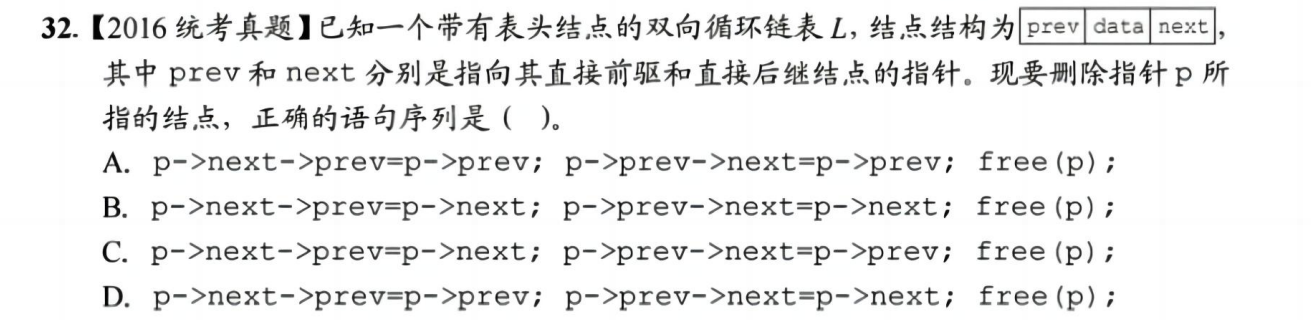 32.【2016 统考真题】已知一个带有表头结点的双向循环链表 L, 结点结构为 prev data next ,
其中 prev 和 next 分别是指向其直接前驱和直接后继结点的指针。现要删除指针 p 所
指的结点，正确的语句序列是（ ）。
A. p->next->prev=p->prev; p->prev->next=p->prev; free(p);
B. p->next->prev=p->next; p->prev->next=p->next; free(p);
C. p->next->prev=p->next; p->prev->next=p->prev; free(p);
D. p->next->prev=p->prev; p->prev->next=p->next; free(p);